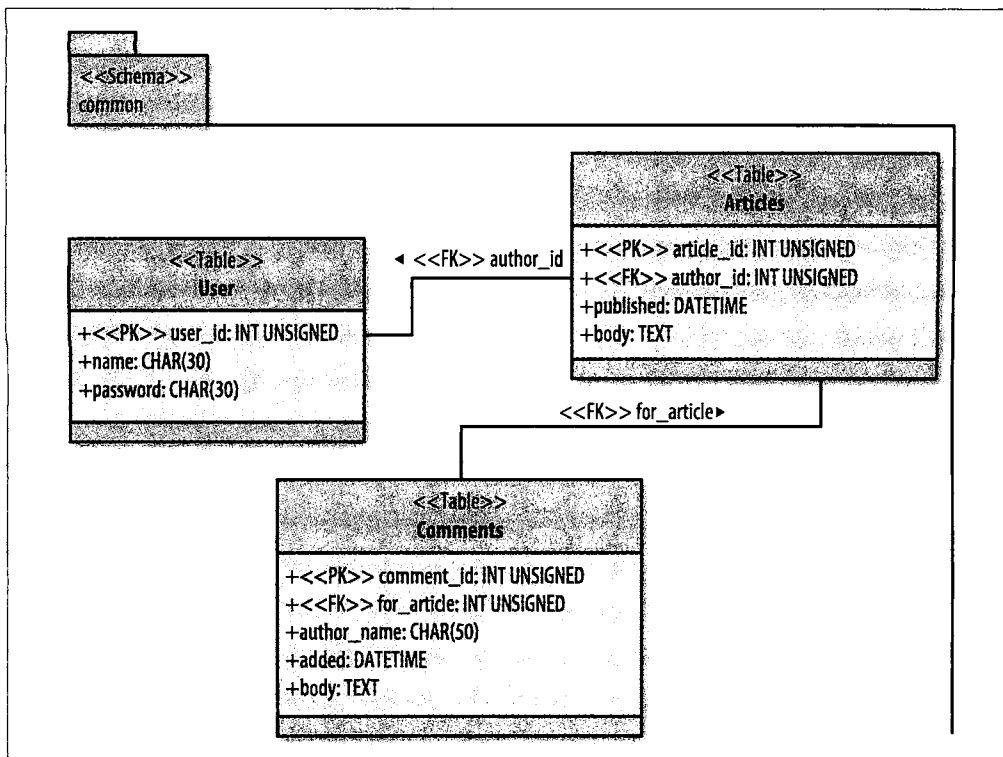 <<Schema>>
common
<<Table>>
Articles
+<<PK>> article_id: INT UNSIGNED
+<<FK>> author_id: INT UNSIGNED
+published: DATETIME
+body: TEXT
◄ <<FK>> author_id
<<Table>>
User
+<<PK>> user_id: INT UNSIGNED
+name: CHAR(30)
+password: CHAR(30)
<<FK>> for_article►
<<Table>>
Comments
+<<PK>> comment_id: INT UNSIGNED
+<<FK>> for_article: INT UNSIGNED
+author_name: CHAR(50)
+added: DATETIME
+body: TEXT